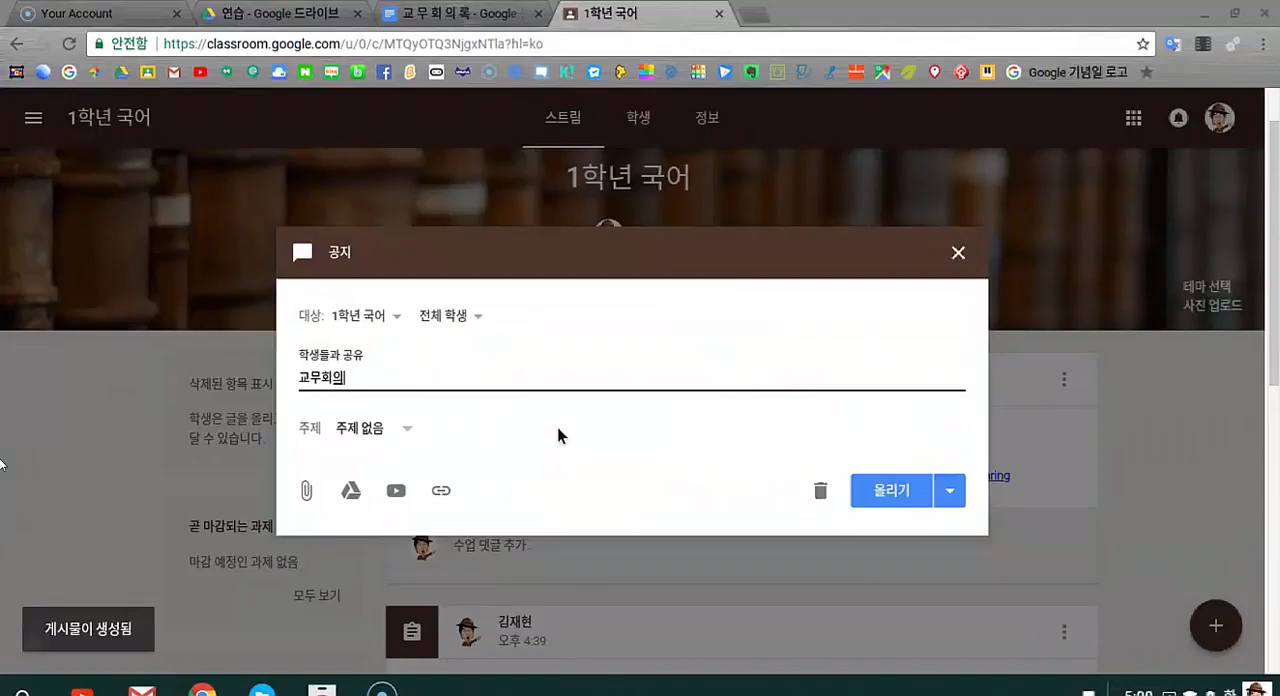 Your Account
연습 - Google 드라이브
교 무 회 의 록 - Google
1학년 국어
안전함
https://classroom.google.com/u/0/c/MTQyOTQ3NjgxNTla?hl=ko
Google 기념일 로고
1학년 국어
스트림
학생
정보
1학년 국어
공지
테마 선택
사진 업로드
대상: 1학년 국어
전체 학생
학생들과 공유
교무회의
삭제된 항목 표시
학생은 글을 올리
달 수 있습니다.
주제 주제 없음
ring
올리기
곧 마감되는 과제
수업 댓글 추가...
마감 예정인 과제 없음
모두 보기
게시물이 생성됨
김재현
오후 4:39
5:00